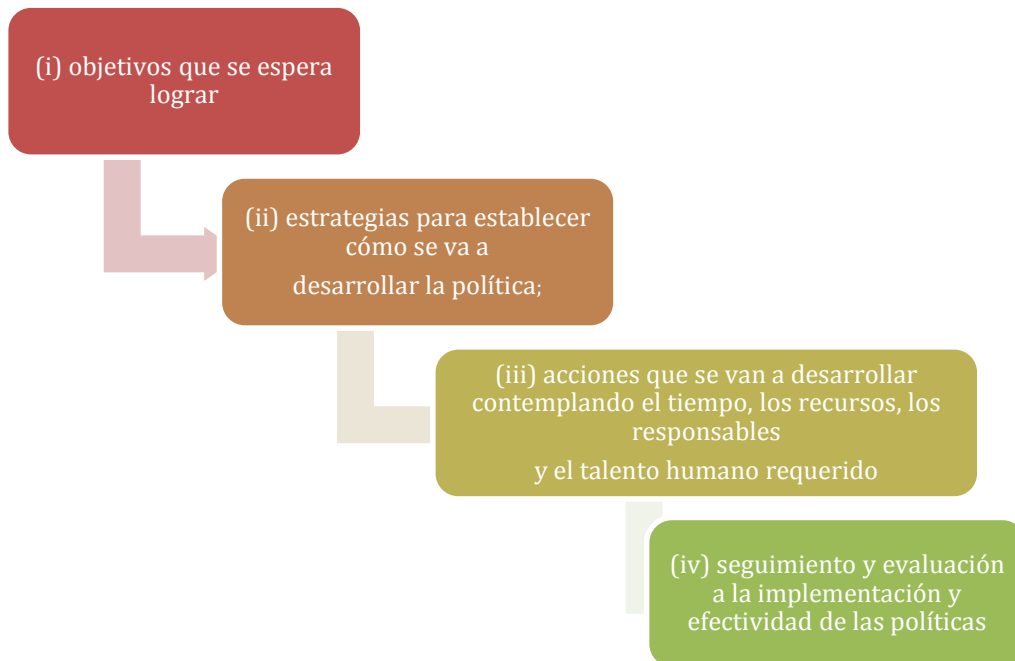 (i) objetivos que se espera
lograr
(ii) estrategias para establecer
cómo se va a
desarrollar la política;
(iii) acciones que se van a desarrollar
contemplando el tiempo, los recursos, los
responsables
y el talento humano requerido
(iv) seguimiento y evaluación
a la implementación y
efectividad de las políticas